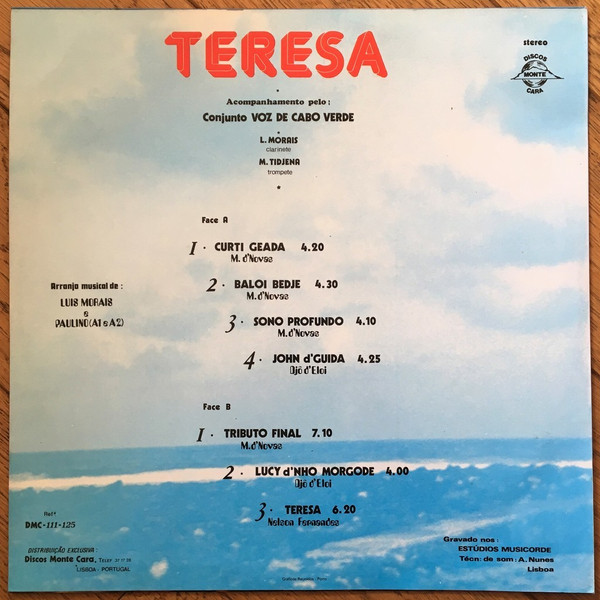 TERESA
stereo
DISCOS
MONTE
CARA
Acompanhamento pelo:
Conjunto VOZ DE CABO VERDE
L. MORAIS
clarinete
M. TIDJENA
trompete
Face A
1 · CURTI GEADA 4.20
M. d'Novas
2 · BALOI BEDJE 4.30
M. d'Novas
3 · SONO PROFUNDO 4.10
M. d'Novas
4 · JOHN d'GUIDA 4.25
Djô d'Eloi
Arranjo musical de:
LUIS MORAIS
e
PAULINO (A1 e A2)
Face B
1 · TRIBUTO FINAL 7.10
M. d'Novas
2 · LUCY d'NHO MORGODE 4.00
Djô d'Eloi
3 · TERESA 6.20
Nelson Fernandes
Refª
DMC-111-125
DISTRIBUIÇÃO EXCLUSIVA:
Discos Monte Cara,
LISBOA - PORTUGAL
Gravado nos:
ESTÚDIOS MUSICORDE
Técn: de som: A. Nunes
Lisboa